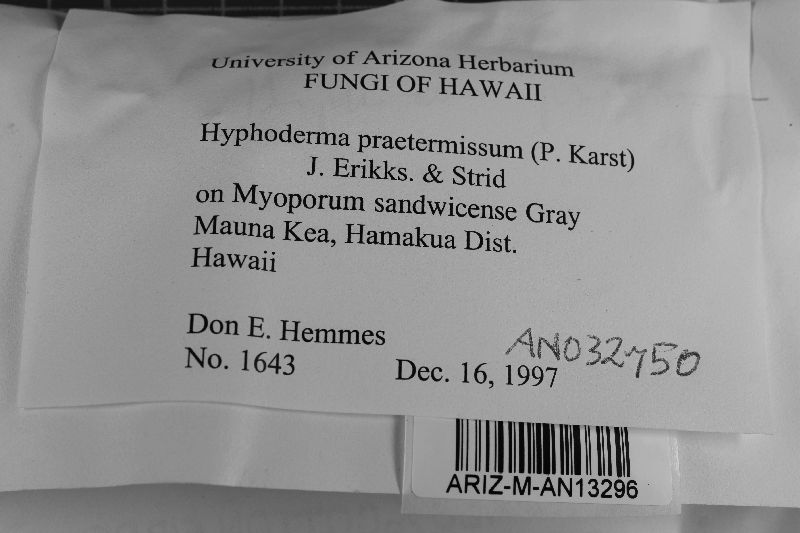 University of Arizona Herbarium
FUNGI OF HAWAII
Hyphoderma praetermissum (P. Karst)
J. Erikks. & Strid
on Myoporum sandwicense Gray
Mauna Kea, Hamakua Dist.
Hawaii
Don E. Hemmes
No. 1643
Dec. 16, 1997
AN032750
ARIZ-M-AN13296